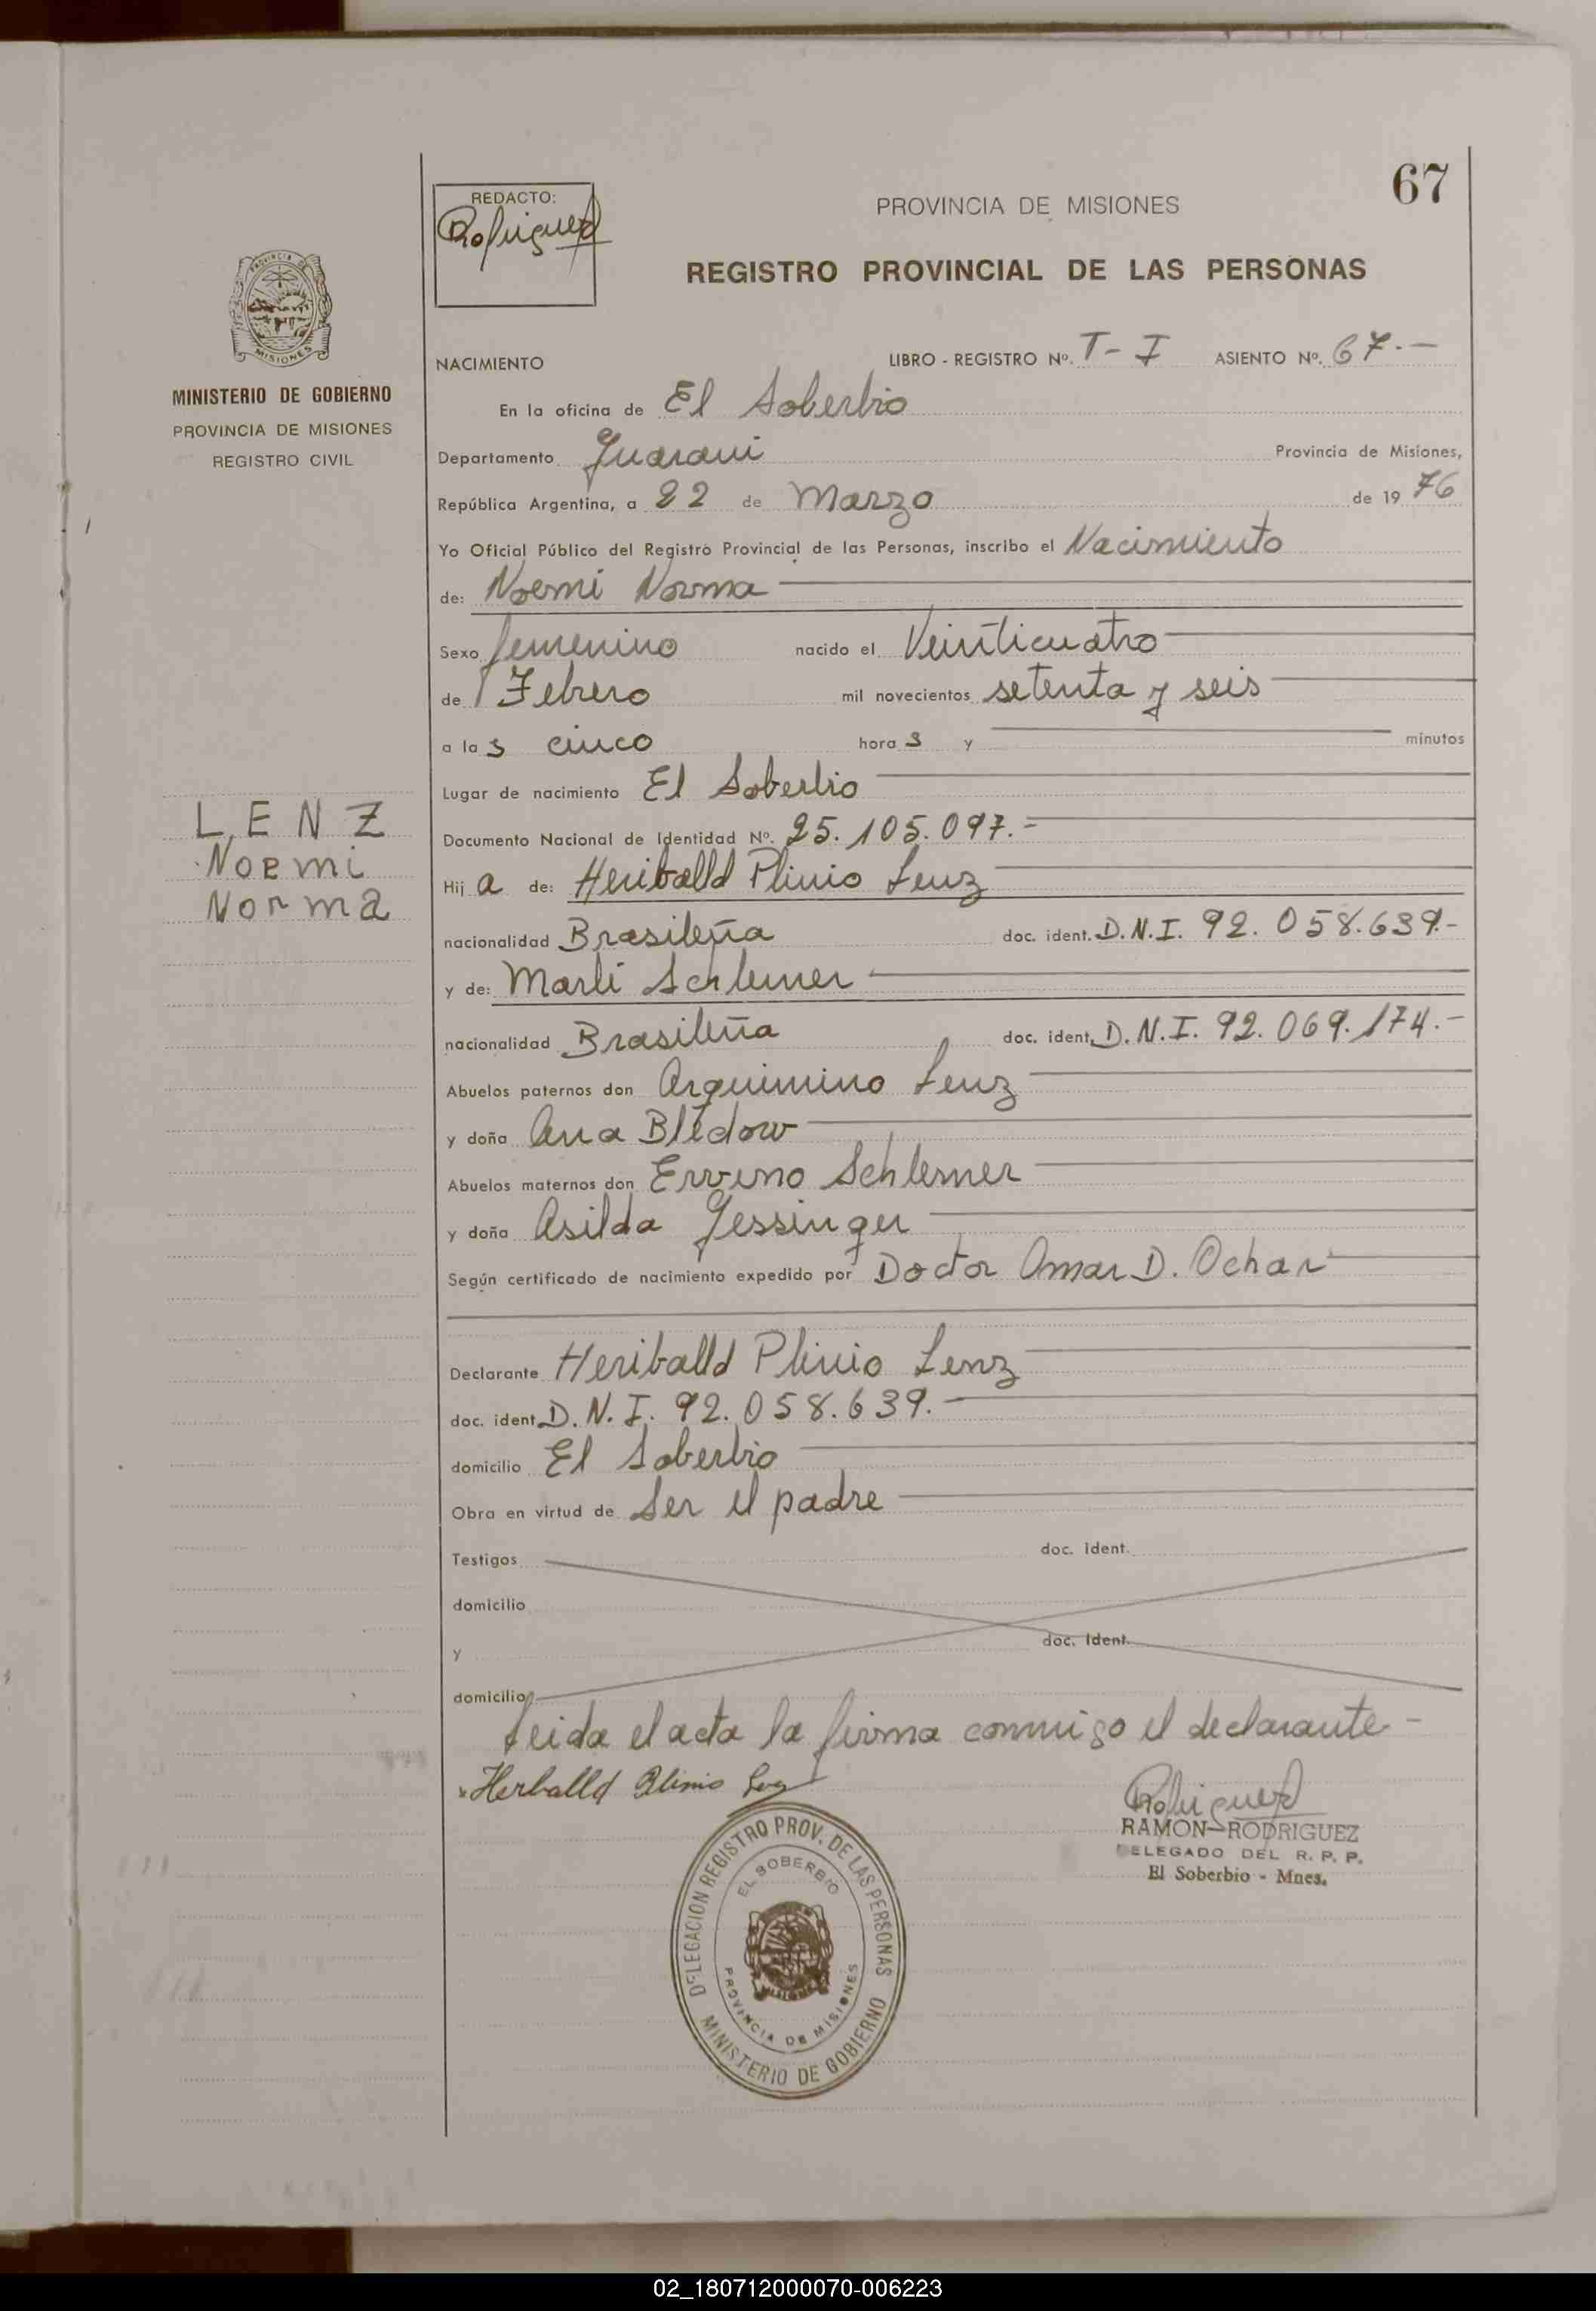 67
REDACTO:
Rodriguez
PROVINCIA DE MISIONES
REGISTRO PROVINCIAL DE LAS PERSONAS
MISIONES
MINISTERIO DE GOBIERNO
PROVINCIA DE MISIONES
REGISTRO CIVIL
NACIMIENTO LIBRO - REGISTRO Nº. T - I ASIENTO Nº. 67.-
En la oficina de El Soberbio
Departamento Guarani Provincia de Misiones,
República Argentina, a 22 de Marzo de 19 76
Yo Oficial Público del Registro Provincial de las Personas, inscribo el Nacimiento
de: Noemi Norma
Sexo femenino nacido el Veinticuatro
de Febrero mil novecientos setenta y seis
a las cinco horas y minutos
Lugar de nacimiento El Soberbio
LENZ
Noemi
Norma
Documento Nacional de Identidad Nº. 25.105.097.-
Hija de: Heriballd Plinio Lenz
nacionalidad Brasileña doc. ident. D.N.I. 92.058.639.-
y de: Marli Schlemer
nacionalidad Brasileña doc. ident. D.N.I. 92.069.174.-
Abuelos paternos don Arquimino Lenz
y doña Ana Blédow
Abuelos maternos don Ervino Schlemer
y doña Asilda Gessinger
Según certificado de nacimiento expedido por Doctor Omar D. Ochar
Declarante Heriballd Plinio Lenz
doc. ident. D.N.I. 92.058.639.-
domicilio El Soberbio
Obra en virtud de Ser el padre
Testigos doc. ident.
domicilio
y doc. Ident.
domicilio
Leida el acta la firma conmigo el declarante -
Herballd Plinio Lenz
Rodriguez
RAMON RODRIGUEZ
DELEGADO DEL R. P. P.
El Soberbio - Mnes.
DELEGACION REGISTRO PROV. DE LAS PERSONAS
EL SOBERBIO
PROVINCIA DE MISIONES
MINISTERIO DE GOBIERNO
02_180712000070-006223